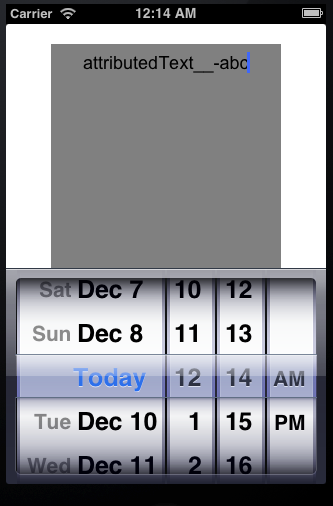 Carrier 12:14 AM
attributedText__-abc
Sat Dec 7 10 12
Sun Dec 8 11 13
Today 12 14 AM
Tue Dec 10 1 15 PM
Wed Dec 11 2 16